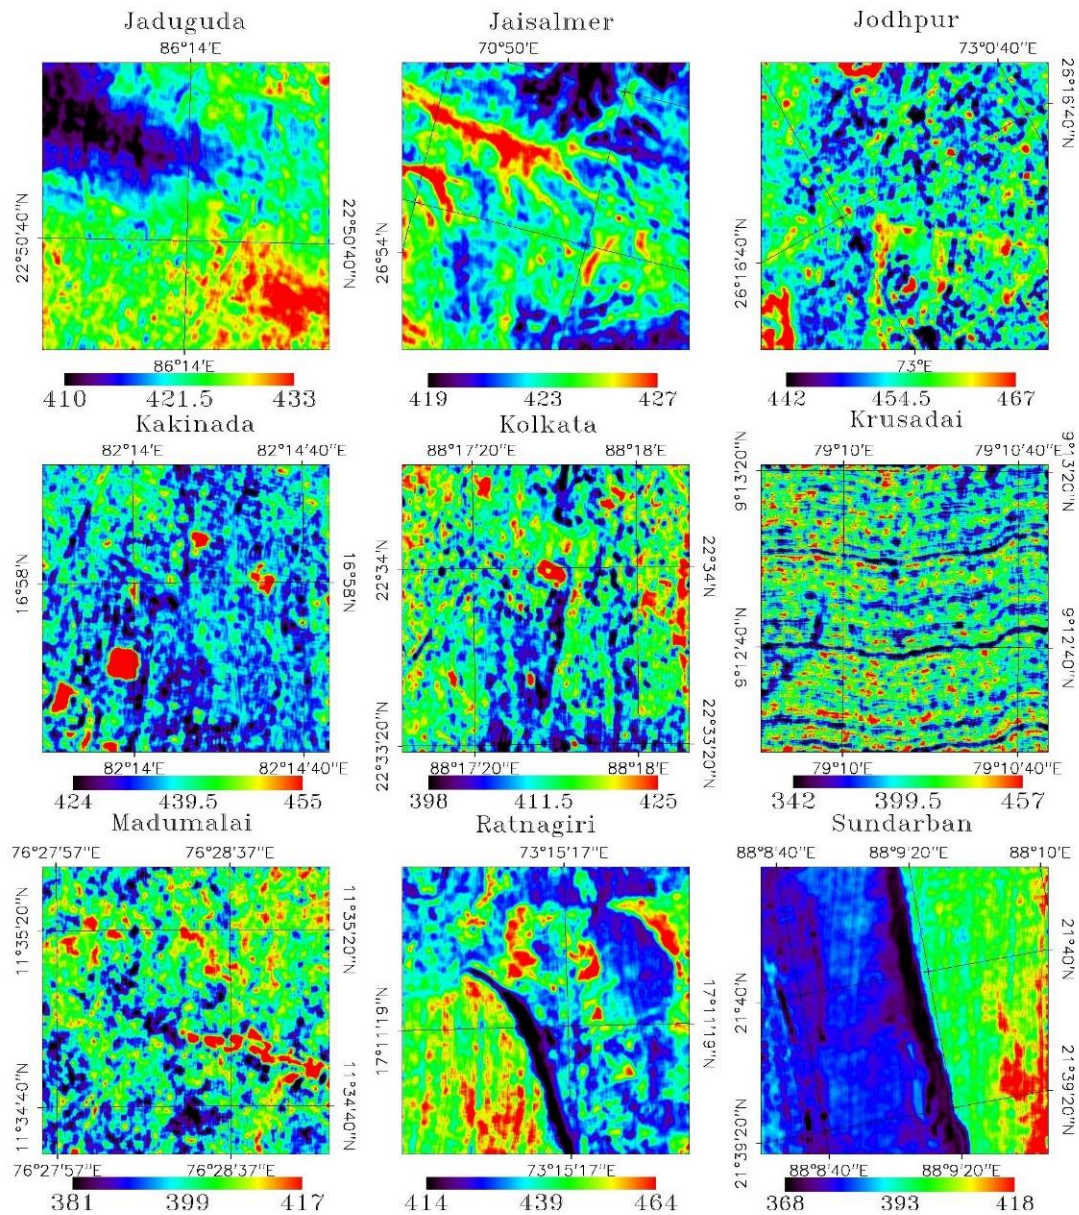 Jaduguda Jaisalmer Jodhpur
86°14'E 70°50'E 73°0'40''E
26°16'40''N
22°50'40''N 22°50'40''N 26°54'N 26°16'40''N
86°14'E 73°E
410 421.5 433 419 423 427 442 454.5 467
Kakinada Kolkata Krusadai
82°14'E 82°14'40''E 88°17'20''E 88°18'E 79°10'E 79°10'40''E
9°13'20''N 9°13'20''N
16°58'N 16°58'N 22°34'N 22°34'N
9°12'40''N 9°12'40''N
22°33'20''N 22°33'20''N
82°14'E 82°14'40''E 88°17'20''E 88°18'E 79°10'E 79°10'40''E
424 439.5 455 398 411.5 425 342 399.5 457
Madumalai Ratnagiri Sundarban
76°27'57''E 76°28'37''E 73°15'17''E 88°8'40''E 88°9'20''E 88°10'E
11°35'20''N 11°35'20''N 21°40'N
17°11'19''N 17°11'19''N 21°40'N
11°34'40''N 11°34'40''N 21°39'20''N
21°39'20''N
76°27'57''E 76°28'37''E 73°15'17''E 88°8'40''E 88°9'20''E
381 399 417 414 439 464 368 393 418